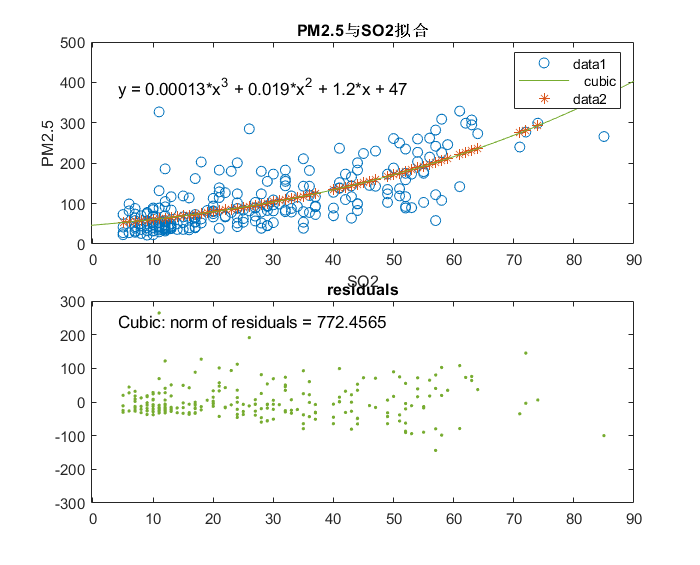 PM2.5与SO2拟合
500
400
300
200
100
0
PM2.5
y = 0.00013*x³ + 0.019*x² + 1.2*x + 47
data1
cubic
data2
0 10 20 30 40 50 60 70 80 90
SO2
residuals
300
200
100
0
-100
-200
-300
Cubic: norm of residuals = 772.4565
0 10 20 30 40 50 60 70 80 90